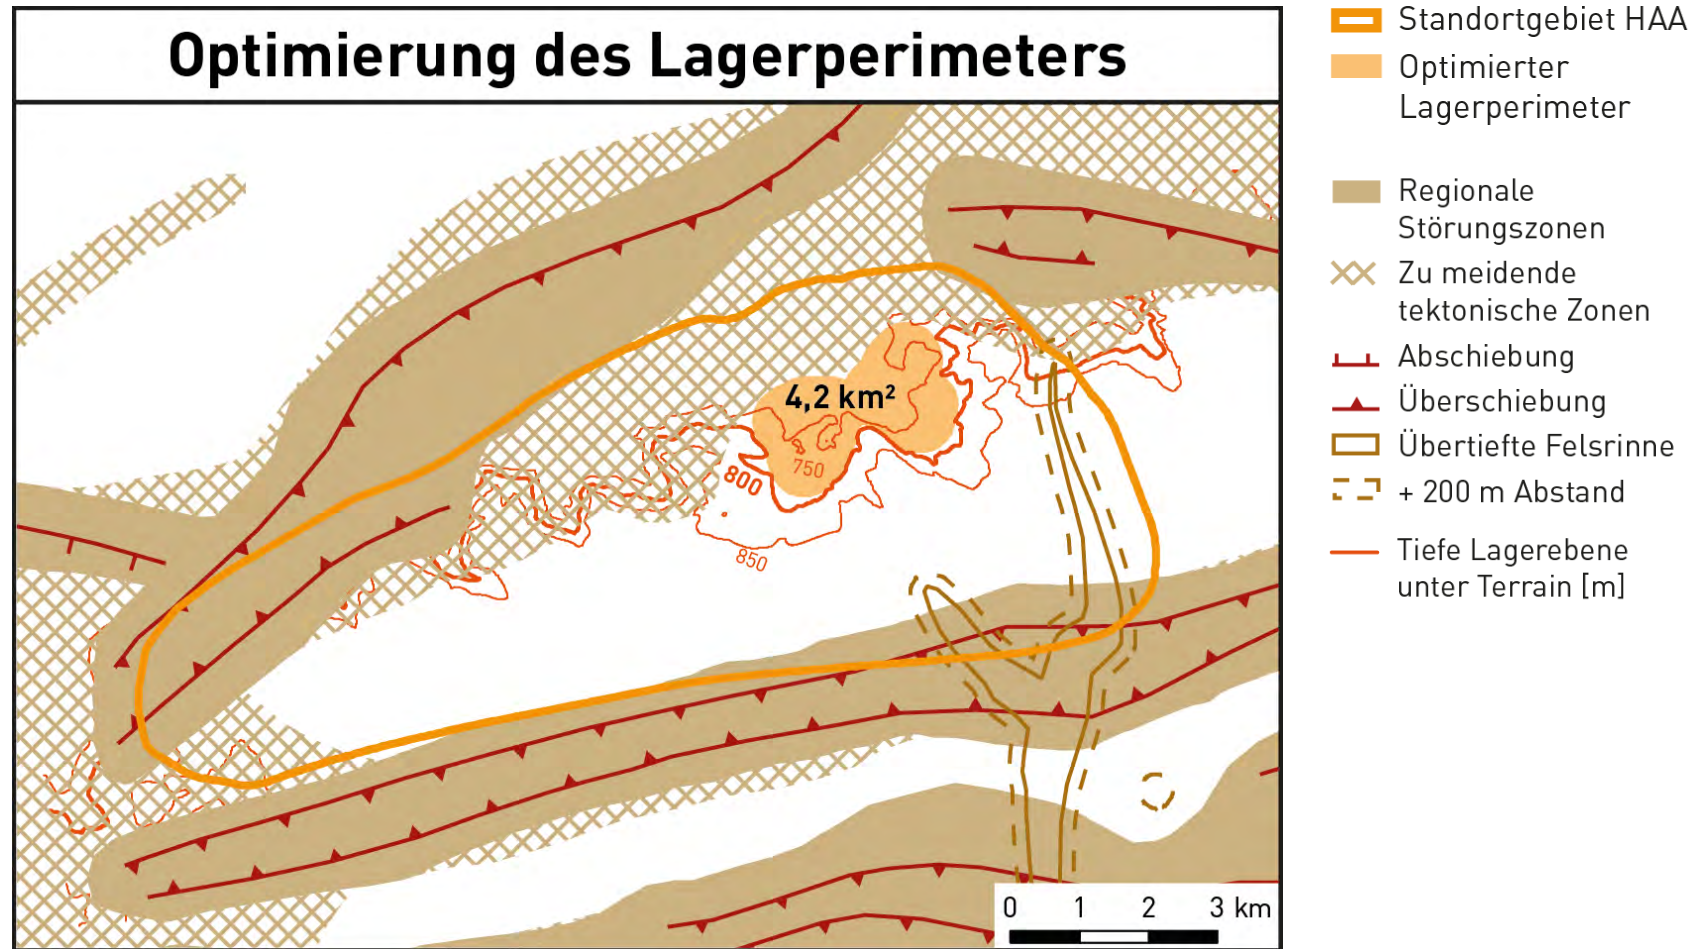 Optimierung des Lagerperimeters
4,2 km²
750
800
850
0 1 2 3 km
Standortgebiet HAA
Optimierter
Lagerperimeter
Regionale
Störungszonen
Zu meidende
tektonische Zonen
Abschiebung
Überschiebung
Übertiefte Felsrinne
+ 200 m Abstand
Tiefe Lagerebene
unter Terrain [m]